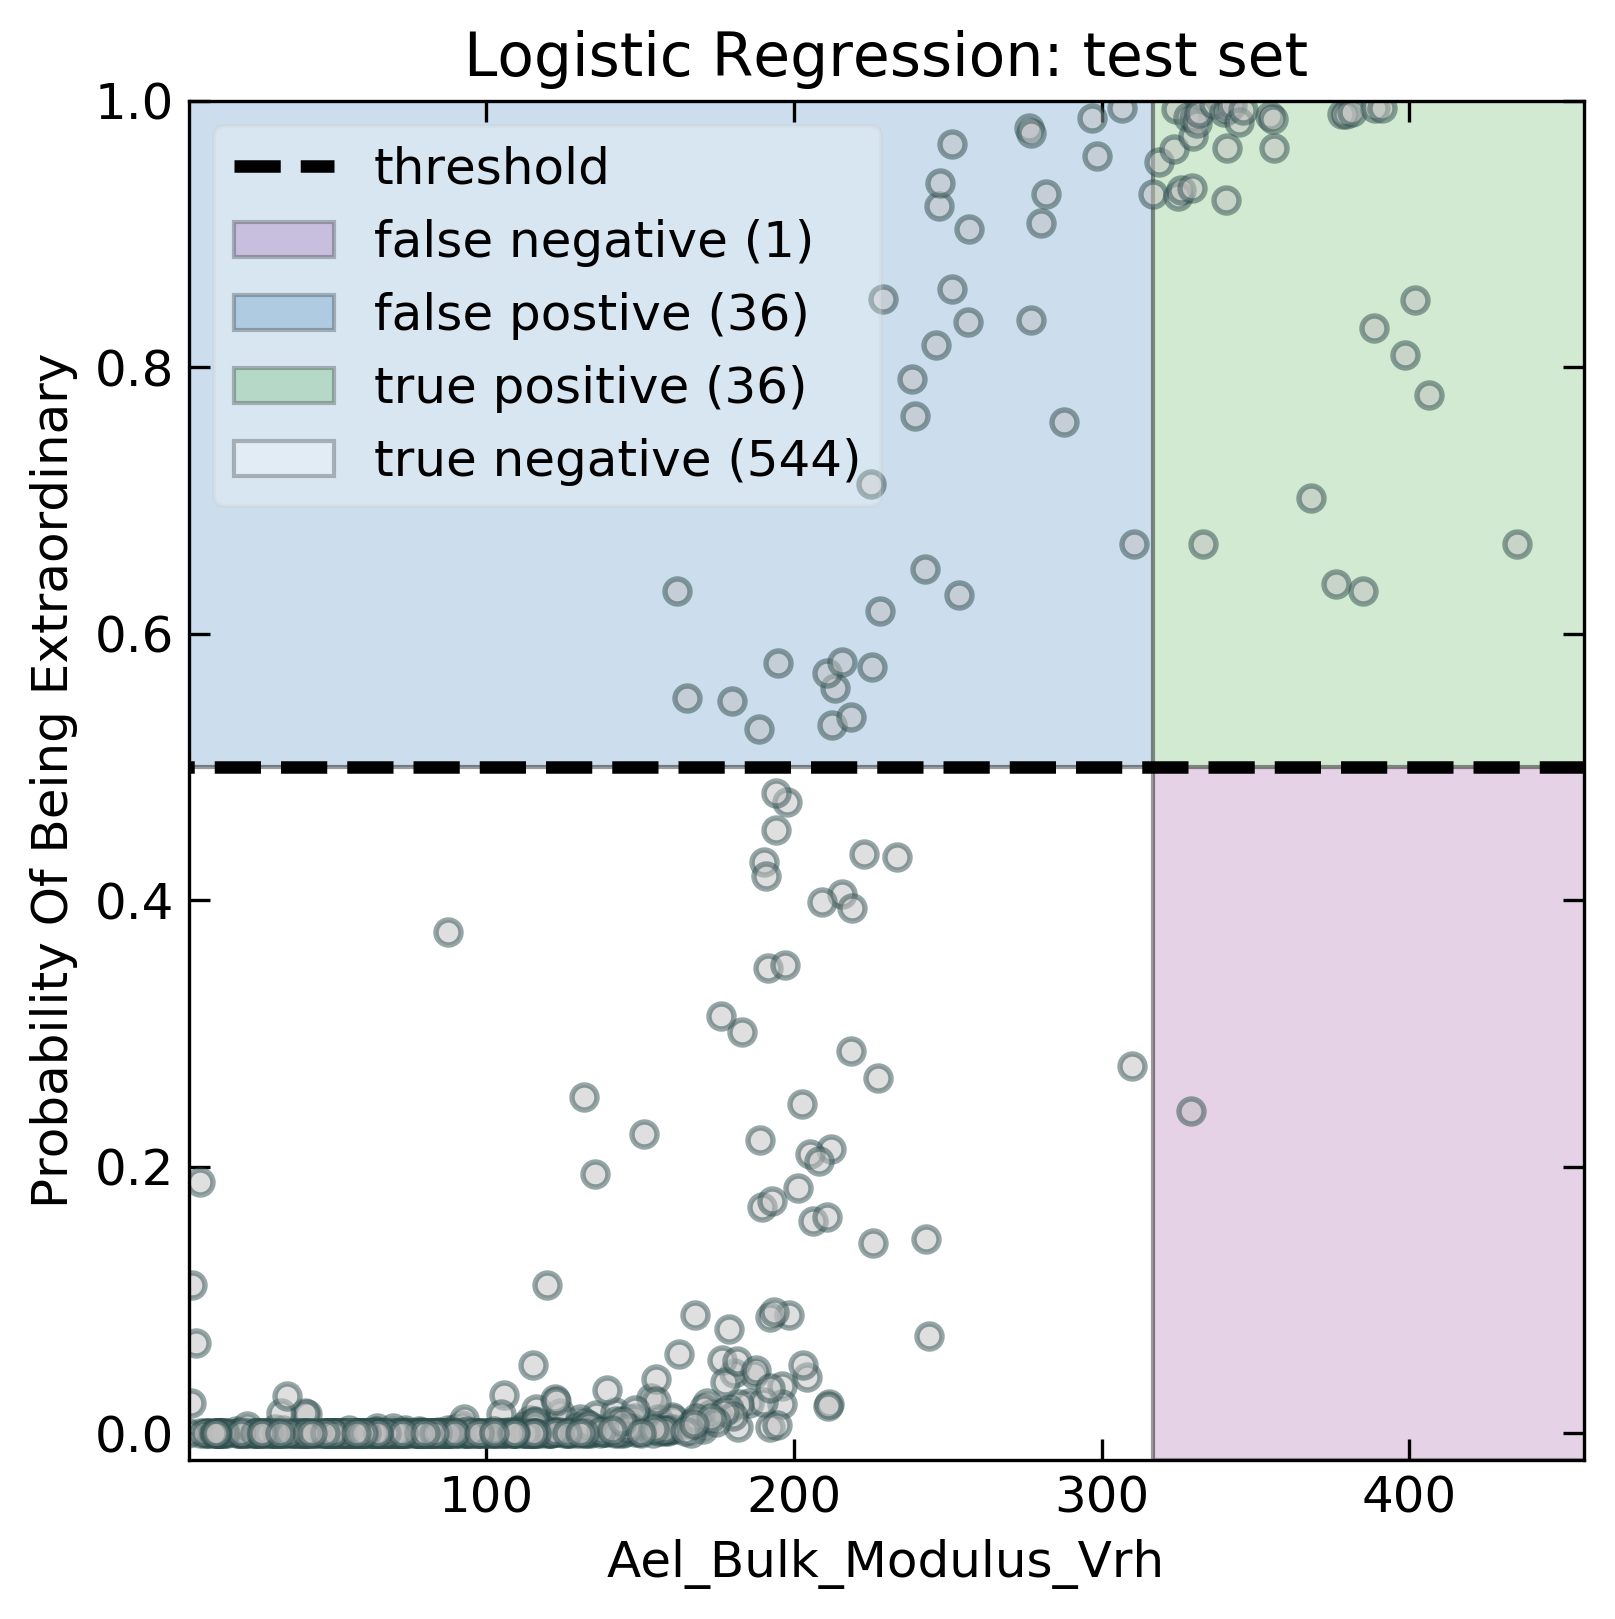 Logistic Regression: test set
1.0
0.8
0.6
0.4
0.2
0.0
Probability Of Being Extraordinary
threshold
false negative (1)
false postive (36)
true positive (36)
true negative (544)
100
200
300
400
Ael_Bulk_Modulus_Vrh